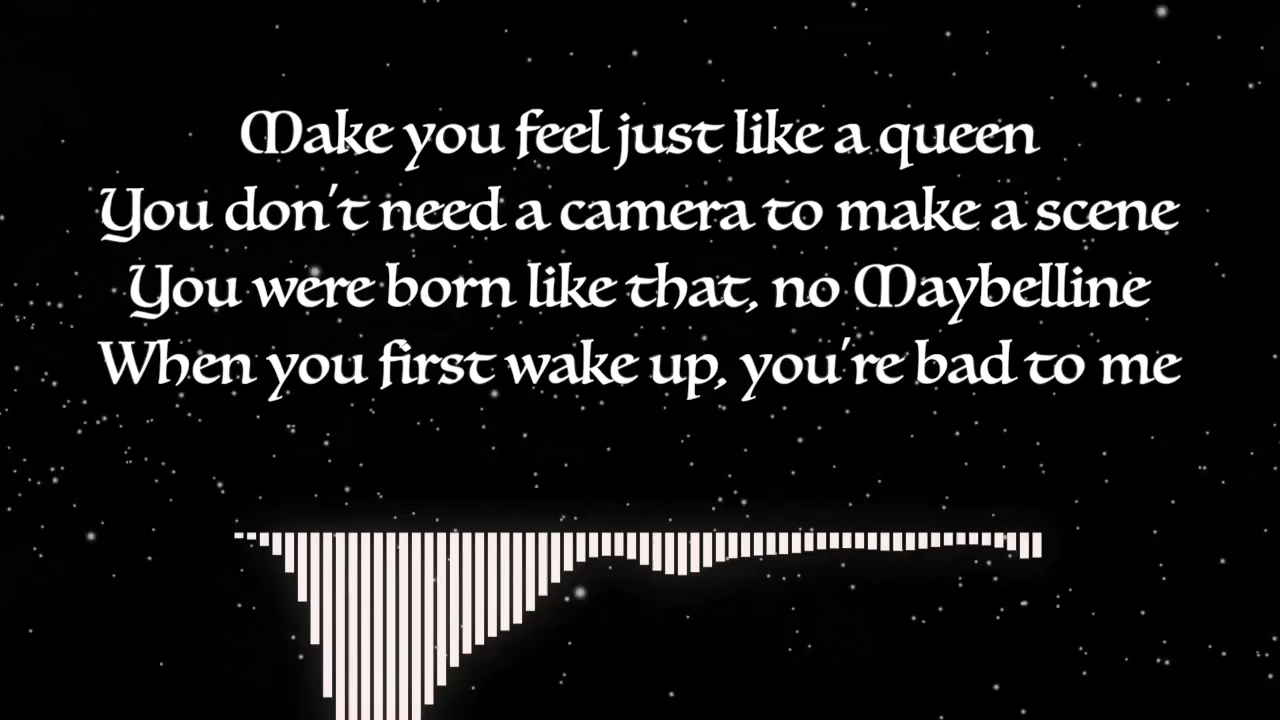 Make you feel just like a queen
You don't need a camera to make a scene
You were born like that, no Maybelline
When you first wake up, you're bad to me